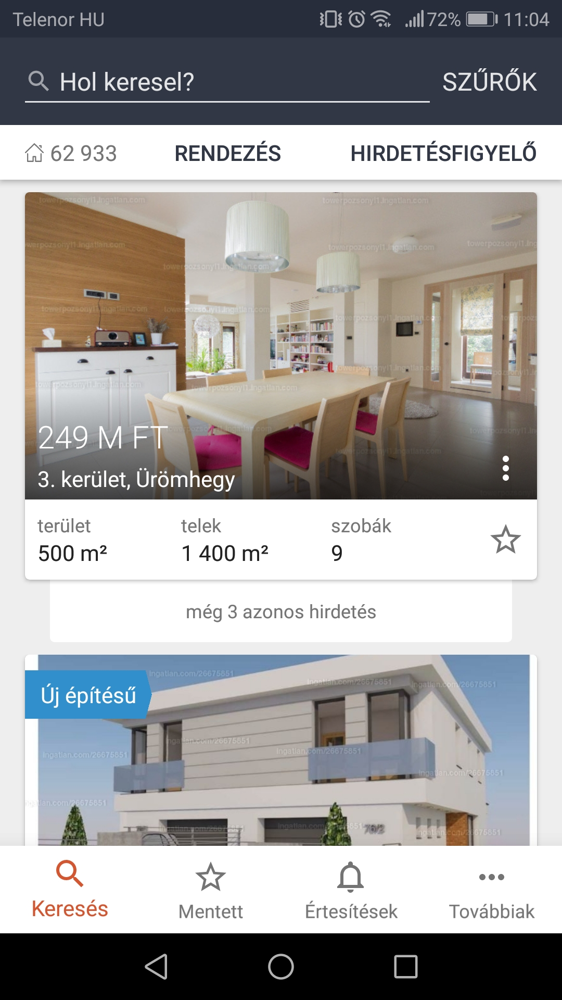 Telenor HU
72%
11:04
Hol keresel?
SZŰRŐK
62 933
RENDEZÉS
HIRDETÉSFIGYELŐ
towerpozsonyi1.ingatlan.com
249 M FT
3. kerület, Ürömhegy
terület
telek
szobák
500 m²
1 400 m²
9
még 3 azonos hirdetés
Új építésű
ingatlan.com/26675851
76/2
Keresés
Mentett
Értesítések
Továbbiak